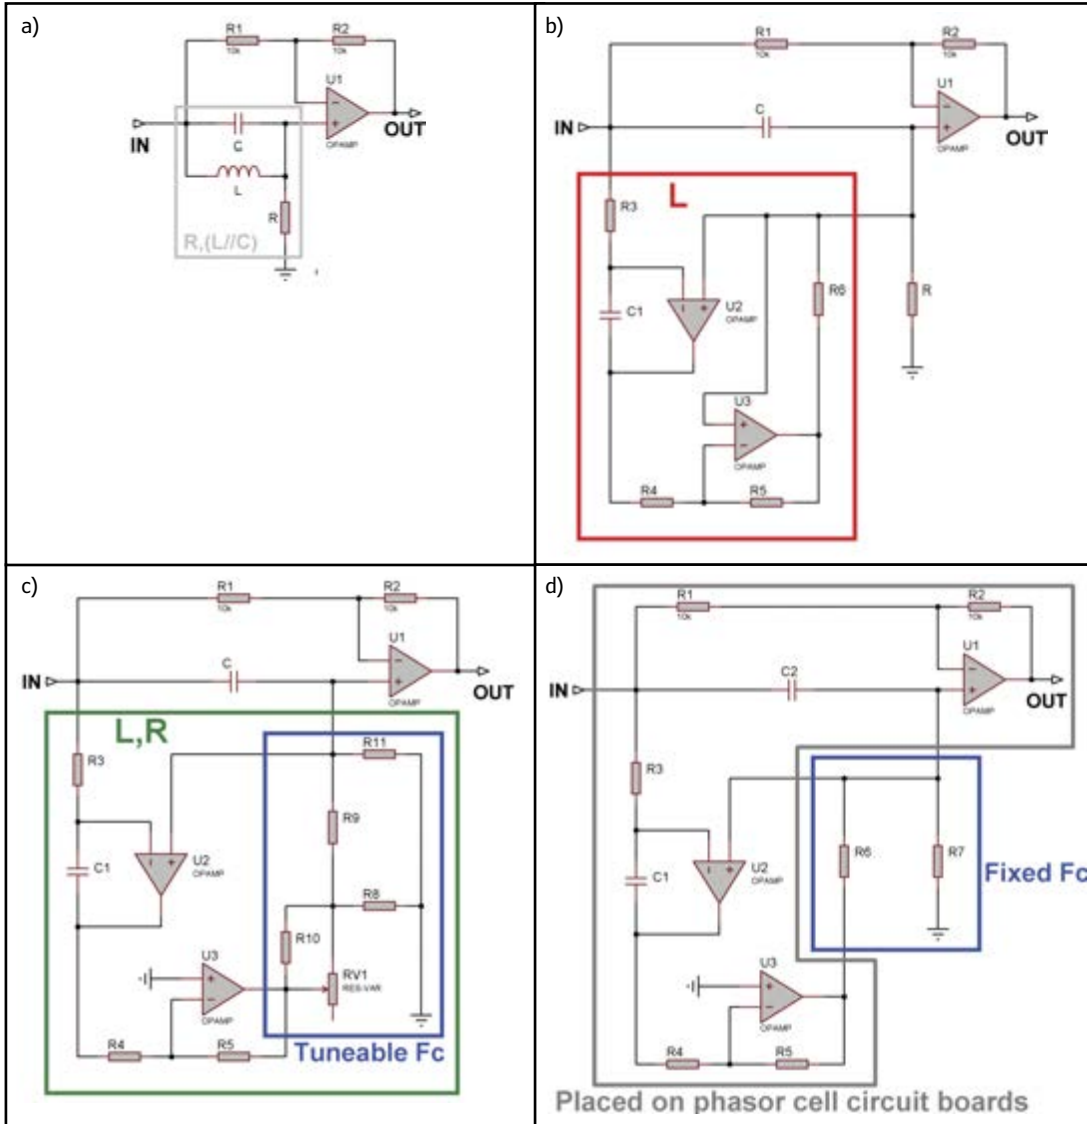 a)
R1
10k
R2
10k
U1
OPAMP
IN
OUT
C
L
R
R,(L//C)
b)
R1
10k
R2
10k
U1
OPAMP
IN
OUT
C
L
R3
C1
U2
OPAMP
R6
R
U3
OPAMP
R4
R5
c)
R1
10k
R2
10k
U1
IN
OUT
C
OPAMP
L,R
R3
R11
R9
C1
U2
OPAMP
R8
R10
U3
RV1
RES-VAR
OPAMP
R4
R5
Tuneable Fc
d)
R1
10k
R2
10k
U1
IN
OUT
C2
OPAMP
R3
C1
U2
OPAMP
R6
R7
Fixed Fc
U3
OPAMP
R4
R5
Placed on phasor cell circuit boards